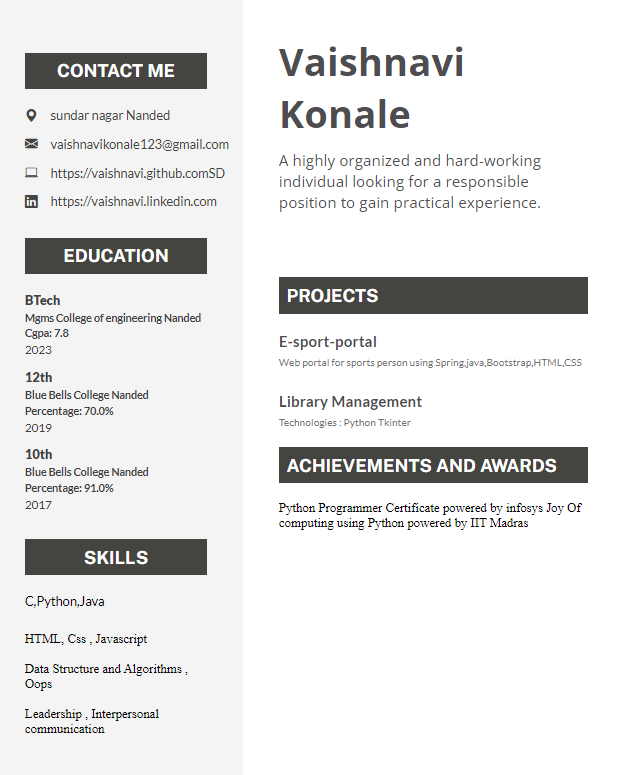 CONTACT ME
sundar nagar Nanded
vaishnavikonale123@gmail.com
https://vaishnavi.github.comSD
https://vaishnavi.linkedin.com
EDUCATION
BTech
Mgms College of engineering Nanded
Cgpa: 7.8
2023
12th
Blue Bells College Nanded
Percentage: 70.0%
2019
10th
Blue Bells College Nanded
Percentage: 91.0%
2017
SKILLS
C,Python,Java
HTML, Css , Javascript
Data Structure and Algorithms ,
Oops
Leadership , Interpersonal
communication
Vaishnavi
Konale
A highly organized and hard-working
individual looking for a responsible
position to gain practical experience.
PROJECTS
E-sport-portal
Web portal for sports person using Spring,java,Bootstrap,HTML,CSS
Library Management
Technologies : Python Tkinter
ACHIEVEMENTS AND AWARDS
Python Programmer Certificate powered by infosys Joy Of
computing using Python powered by IIT Madras